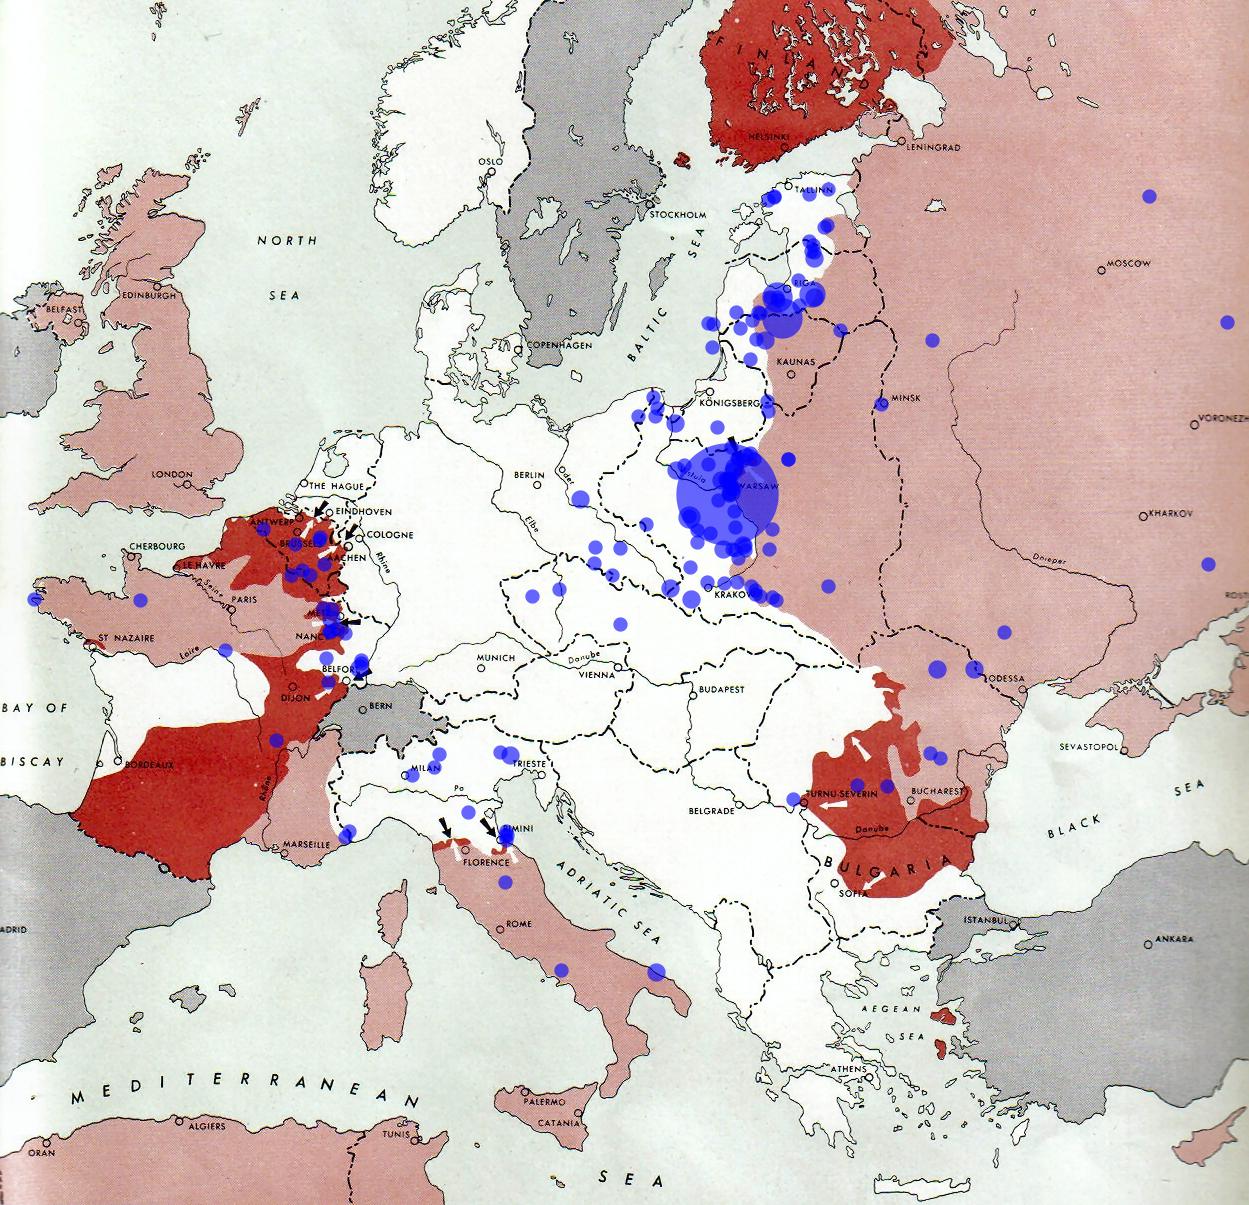 FINLAND
HELSINKI
LENINGRAD
OSLO
TALLINN
STOCKHOLM
NORTH
SEA
BALTIC SEA
MOSCOW
EDINBURGH
RIGA
BELFAST
COPENHAGEN
KAUNAS
MINSK
KÖNIGSBERG
VORONEZH
LONDON
BERLIN
Oder
Vistula
WARSAW
THE HAGUE
EINDHOVEN
ANTWERP
COLOGNE
KHARKOV
Elbe
BRUSSELS
AACHEN
CHERBOURG
Rhine
LE HAVRE
Dnieper
Seine
PARIS
KRAKOW
METZ
ROST
ST NAZAIRE
NANC
Loire
MUNICH
Danube
VIENNA
BELFOR
ODESSA
BUDAPEST
DIJON
BERN
BAY OF
BISCAY
SEVASTOPOL
BORDEAUX
MILAN
TRIESTE
Rhône
Po
TURNU-SEVERIN
BUCHAREST
BELGRADE
SEA
BLACK
Danube
RIMINI
MARSEILLE
FLORENCE
BULGARIA
SOFIA
ADRIATIC SEA
ISTANBUL
ROME
ADRID
ANKARA
AEGEAN
SEA
ATHENS
MEDITERRANEAN
PALERMO
CATANIA
ALGIERS
TUNIS
ORAN
SEA